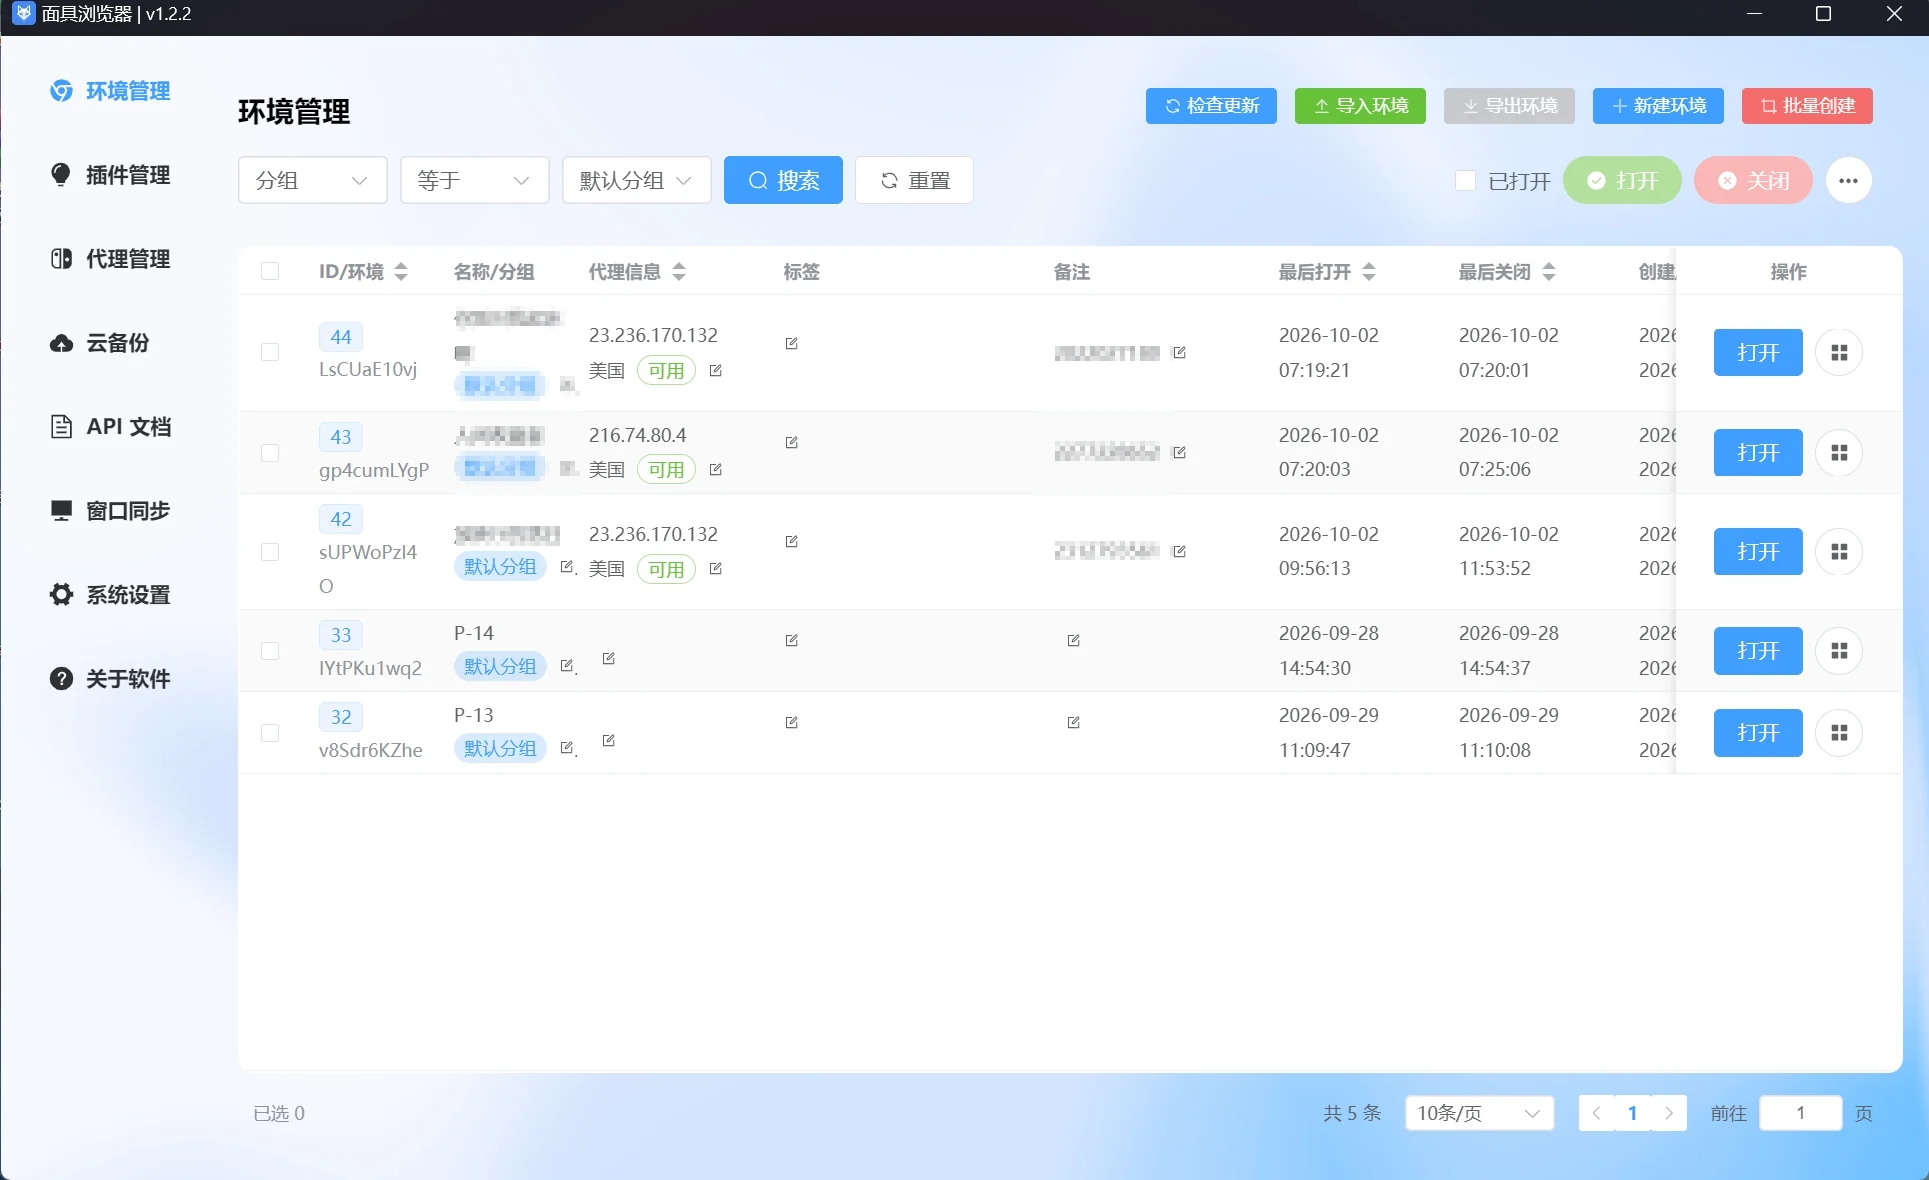 面具浏览器 | v1.2.2
环境管理
插件管理
代理管理
云备份
API 文档
窗口同步
系统设置
关于软件
环境管理
检查更新 导入环境 导出环境 新建环境 批量创建
分组 等于 默认分组 搜索 重置 已打开 打开 关闭
ID/环境 名称/分组 代理信息 标签 备注 最后打开 最后关闭 创建 操作
44 23.236.170.132 2026-10-02 2026-10-02 2026 打开
LsCUaE10vj 美国 可用 07:19:21 07:20:01 2026
43 216.74.80.4 2026-10-02 2026-10-02 2026 打开
gp4cumLYgP 美国 可用 07:20:03 07:25:06 2026
42 23.236.170.132 2026-10-02 2026-10-02 2026 打开
sUPWoPzI4 默认分组 美国 可用 09:56:13 11:53:52 2026
O
33 P-14 2026-09-28 2026-09-28 2026 打开
IYtPKu1wq2 默认分组 14:54:30 14:54:37 2026
32 P-13 2026-09-29 2026-09-29 2026 打开
v8Sdr6KZhe 默认分组 11:09:47 11:10:08 2026
已选 0 共 5 条 10条/页 1 前往 1 页